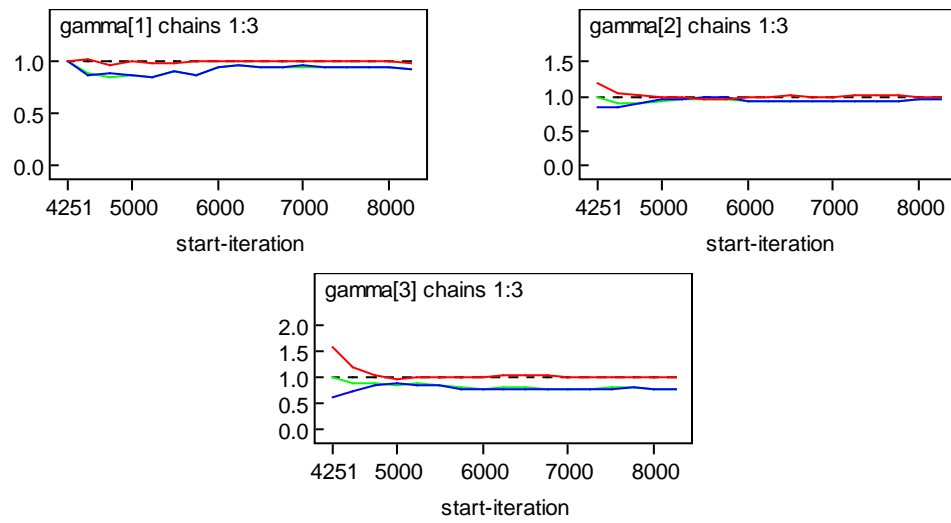 gamma[1] chains 1:3
1.0
0.5
0.0
4251 5000 6000 7000 8000
start-iteration
gamma[2] chains 1:3
1.5
1.0
0.5
0.0
4251 5000 6000 7000 8000
start-iteration
gamma[3] chains 1:3
2.0
1.5
1.0
0.5
0.0
4251 5000 6000 7000 8000
start-iteration